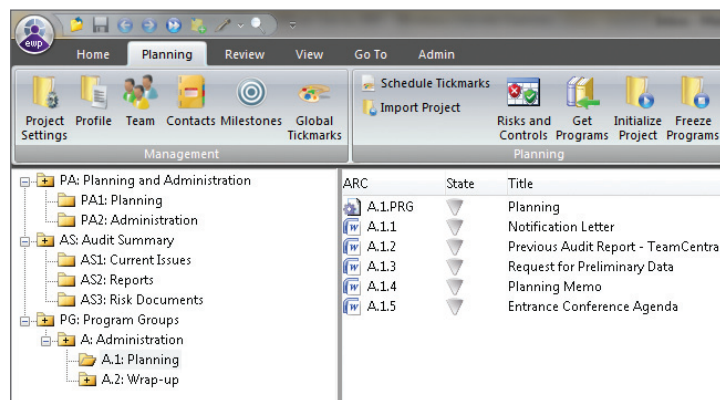 ewp
Home Planning Review View Go To Admin
Project Settings Profile Team Contacts Milestones Global Tickmarks
Management
Schedule Tickmarks
Import Project
Risks and Controls Get Programs Initialize Project Freeze Programs
Planning
PA: Planning and Administration
PA1: Planning
PA2: Administration
AS: Audit Summary
AS1: Current Issues
AS2: Reports
AS3: Risk Documents
PG: Program Groups
A: Administration
A.1: Planning
A.2: Wrap-up
ARC State Title
A.1.PRG Planning
A.1.1 Notification Letter
A.1.2 Previous Audit Report - TeamCentra
A.1.3 Request for Preliminary Data
A.1.4 Planning Memo
A.1.5 Entrance Conference Agenda